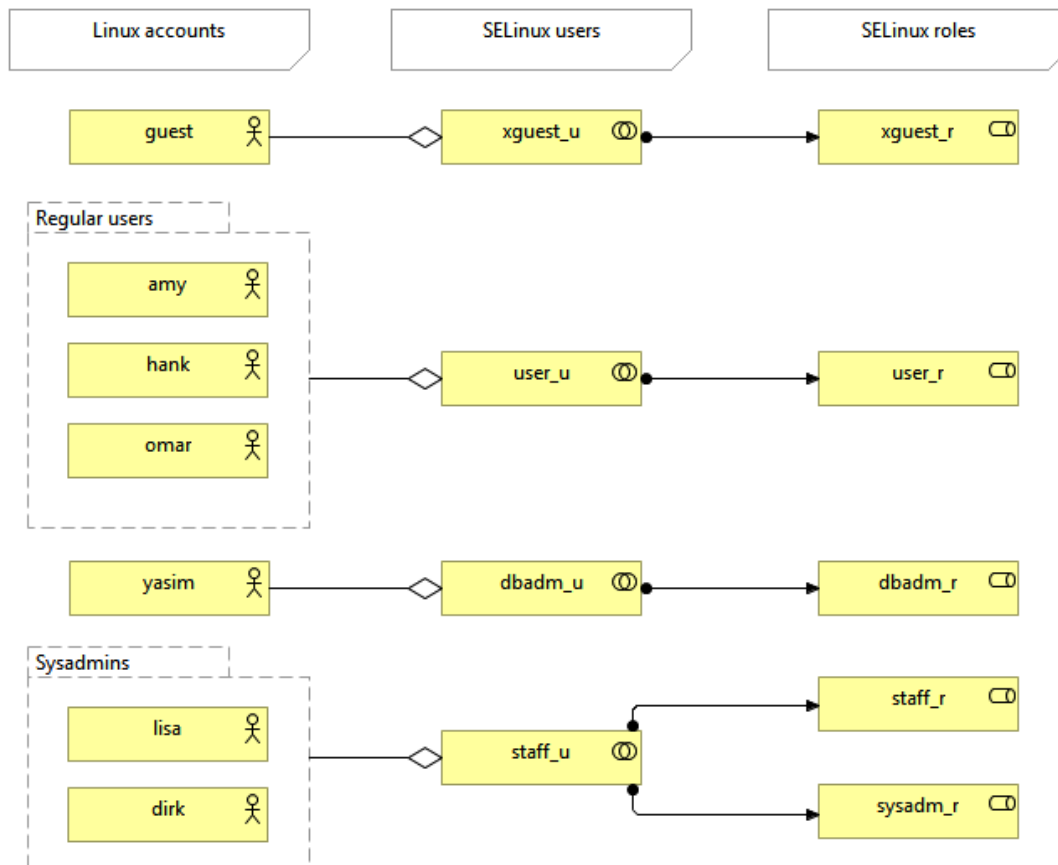 Linux accounts
SELinux users
SELinux roles
guest
xguest_u
xguest_r
Regular users
amy
hank
user_u
user_r
omar
yasim
dbadm_u
dbadm_r
Sysadmins
lisa
staff_u
staff_r
dirk
sysadm_r